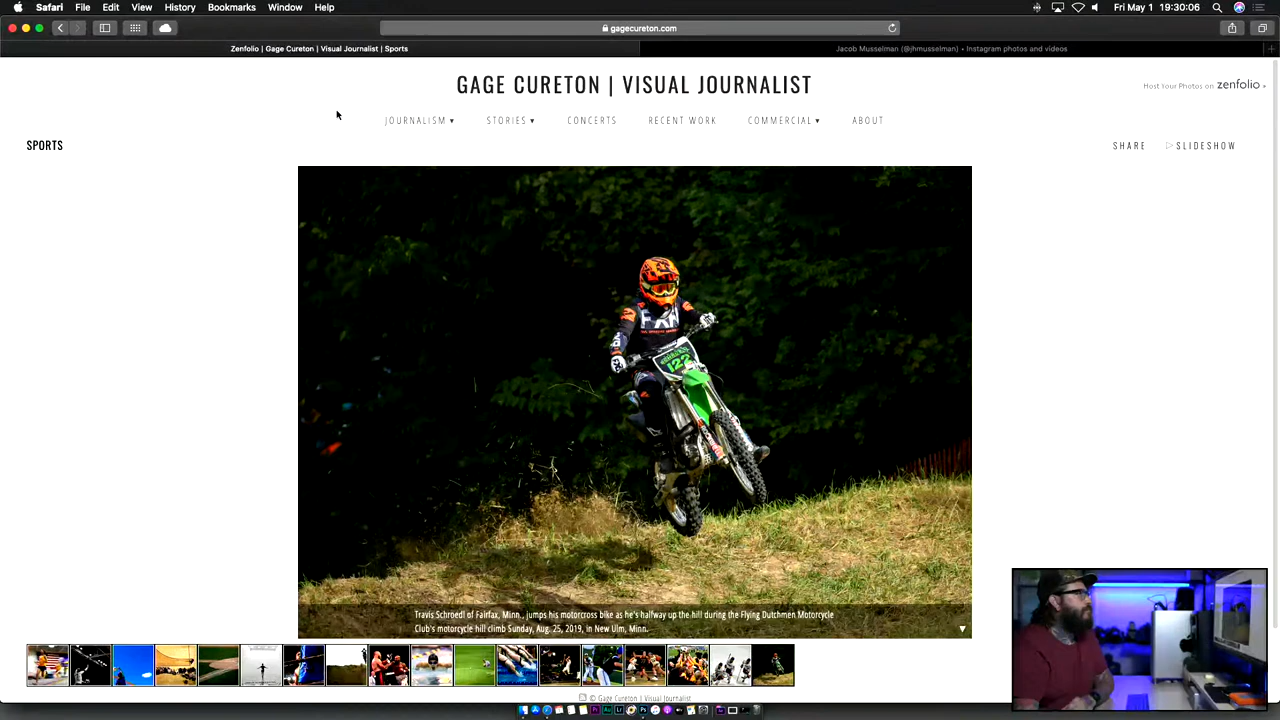 Safari File Edit View History Bookmarks Window Help
Fri May 1 19:30:06
gagecureton.com
Zenfolio | Gage Cureton | Visual Journalist | Sports
Jacob Musselman (@jhmusselman) • Instagram photos and videos
GAGE CURETON | VISUAL JOURNALIST
Host Your Photos on zenfolio »
JOURNALISM ▾ STORIES ▾ CONCERTS RECENT WORK COMMERCIAL ▾ ABOUT
SPORTS
SHARE SLIDESHOW
122
Travis Schroedl of Fairfax, Minn., jumps his motorcross bike as he's halfway up the hill during the Flying Dutchmen Motorcycle
Club's motorcycle hill climb Sunday, Aug. 25, 2019, in New Ulm, Minn.
© Gage Cureton | Visual Journalist